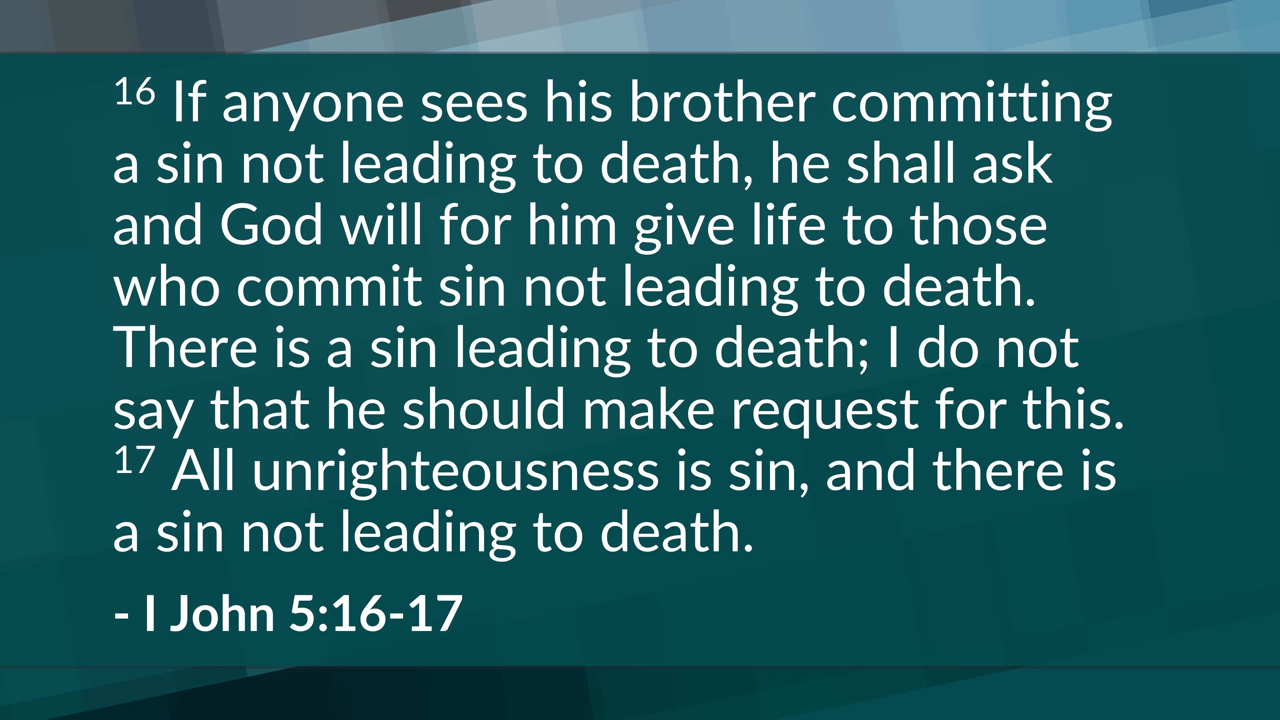 16 If anyone sees his brother committing
a sin not leading to death, he shall ask
and God will for him give life to those
who commit sin not leading to death.
There is a sin leading to death; I do not
say that he should make request for this.
17 All unrighteousness is sin, and there is
a sin not leading to death.
- I John 5:16-17